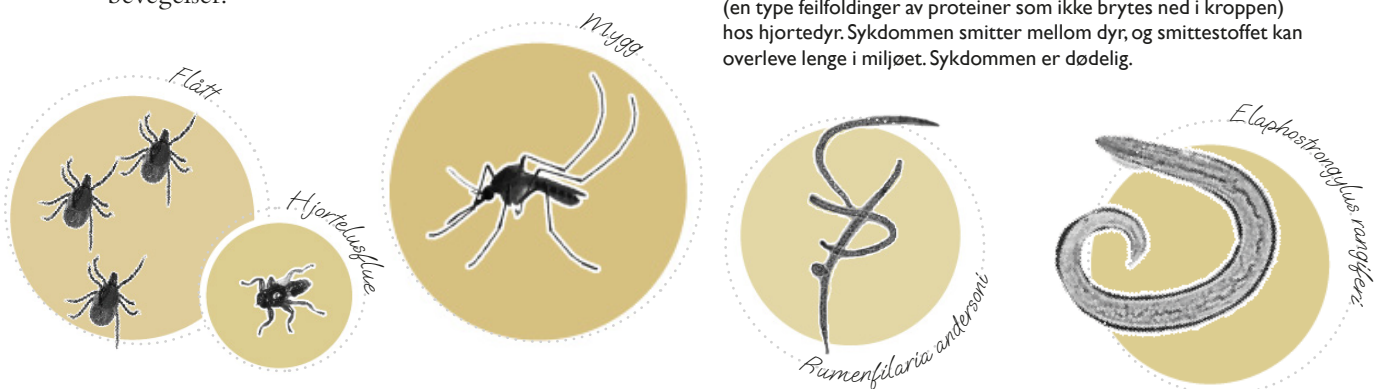 bevegelser.
(en type feilfoldinger av proteiner som ikke brytes ned i kroppen)
hos hjortedyr. Sykdommen smitter mellom dyr, og smittestoffet kan
overleve lenge i miljøet. Sykdommen er dødelig.
Flått
Hjortelusflue
Mygg
Rumenfilaria andersoni
Elaphostrongylus rangiferi